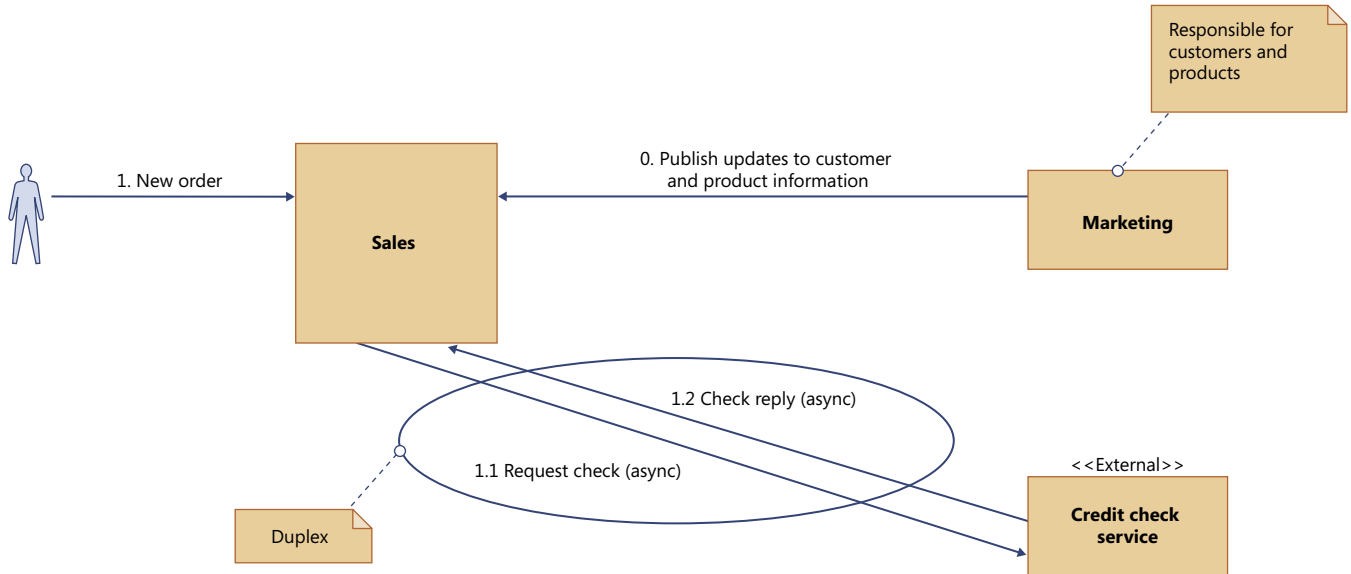 Responsible for
customers and
products
1. New order
0. Publish updates to customer
and product information
Sales
Marketing
1.2 Check reply (async)
1.1 Request check (async)
<<External>>
Credit check
service
Duplex